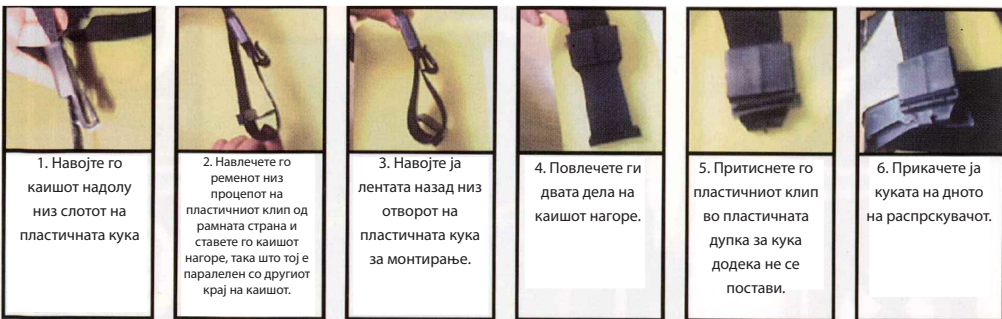 1. Навојте го
каишот надолу
низ слотот на
пластичната кука
2. Навлечете го
ременот низ
процепот на
пластичниот клип од
рамната страна и
ставете го каишот
нагоре, така што тој е
паралелен со другиот
крај на каишот.
3. Навојте ја
лентата назад низ
отворот на
пластичната кука
за монтирање.
4. Повлечете ги
двата дела на
каишот нагоре.
5. Притиснете го
пластичниот клип
во пластичната
дупка за кука
додека не се
постави.
6. Прикачете ја
куката на дното
на распрскувачот.